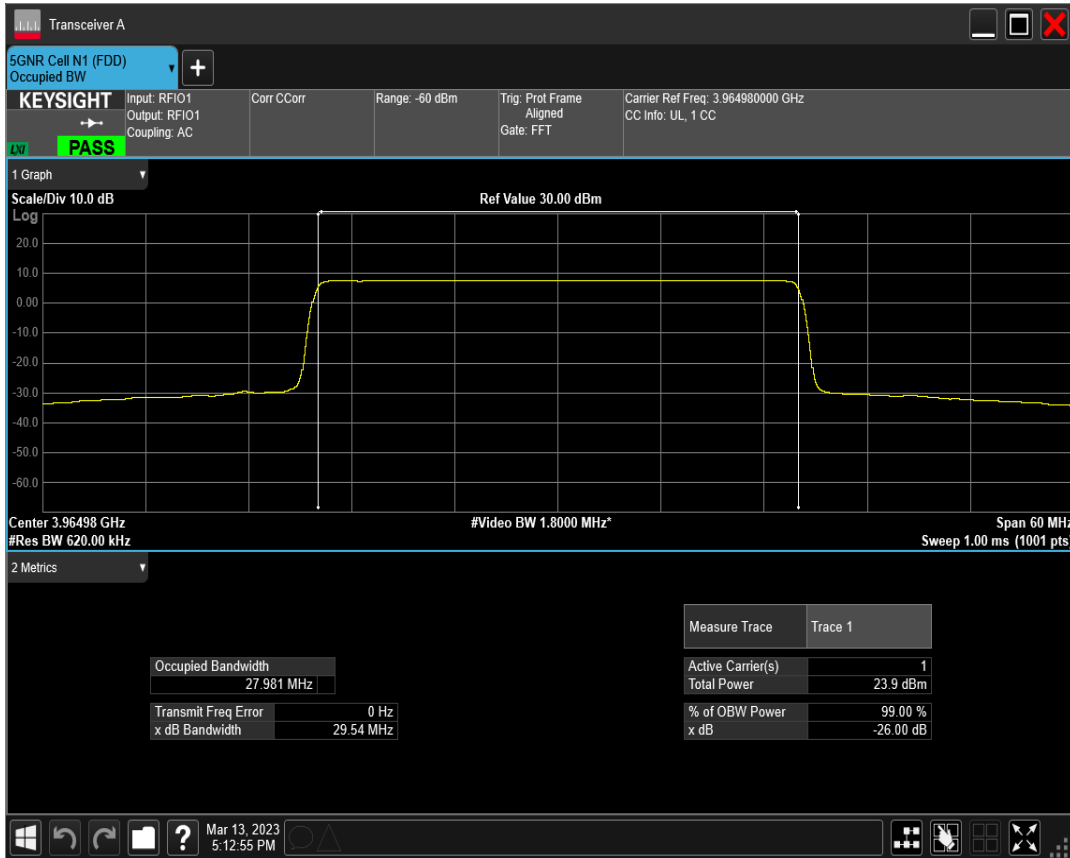 Transceiver A
5GNR Cell N1 (FDD)
Occupied BW
+
KEYSIGHT
LXI
PASS
Input: RFIO1
Output: RFIO1
Coupling: AC
Corr CCorr
Range: -60 dBm
Trig: Prot Frame
Aligned
Gate: FFT
Carrier Ref Freq: 3.964980000 GHz
CC Info: UL, 1 CC
1 Graph
Scale/Div 10.0 dB
Ref Value 30.00 dBm
Log
20.0
10.0
0.00
-10.0
-20.0
-30.0
-40.0
-50.0
-60.0
Center 3.96498 GHz
#Video BW 1.8000 MHz*
Span 60 MHz
#Res BW 620.00 kHz
Sweep 1.00 ms (1001 pts)
2 Metrics
Measure Trace Trace 1
Occupied Bandwidth
27.981 MHz
Active Carrier(s) 1
Total Power 23.9 dBm
Transmit Freq Error 0 Hz
x dB Bandwidth 29.54 MHz
% of OBW Power 99.00 %
x dB -26.00 dB
?
Mar 13, 2023
5:12:55 PM